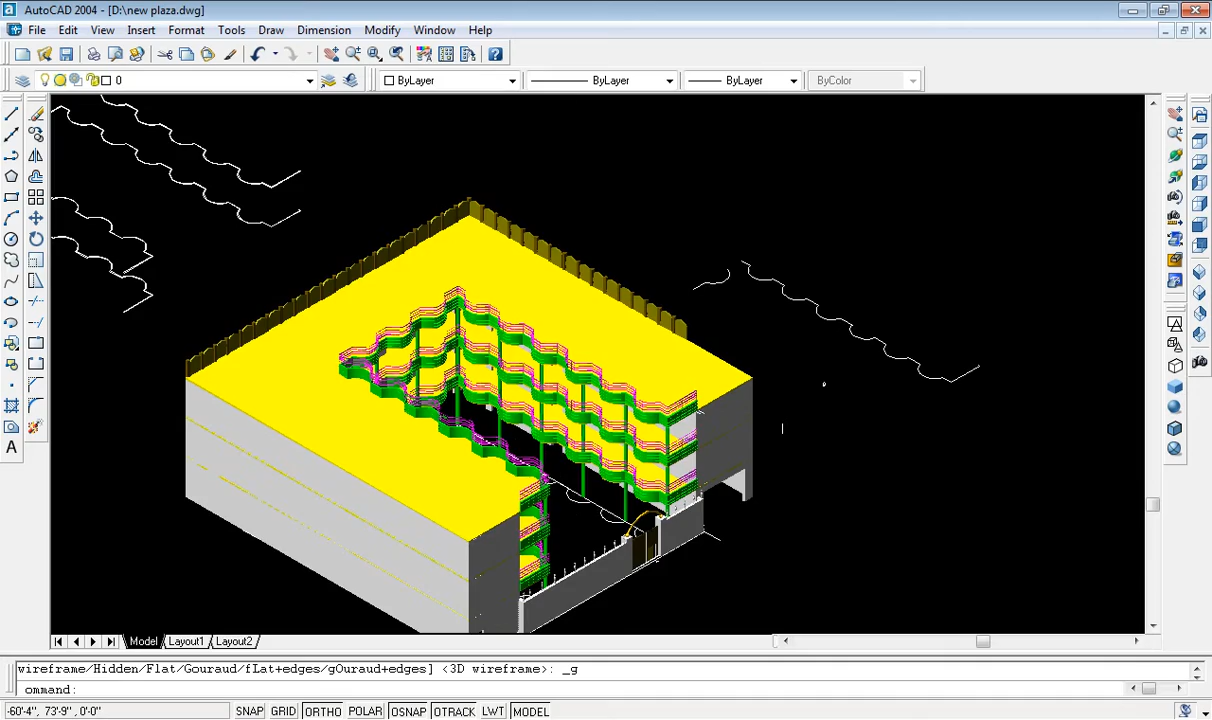 AutoCAD 2004 - [D:\new plaza.dwg]
File Edit View Insert Format Tools Draw Dimension Modify Window Help
0 ByLayer ByLayer ByLayer ByColor
A
Model Layout1 Layout2
wireframe/Hidden/Flat/Gouraud/fLat+edges/gOuraud+edges] <3D wireframe>: _g
ommand:
-60'-4", 73'-9", 0'-0" SNAP GRID ORTHO POLAR OSNAP OTRACK LWT MODEL